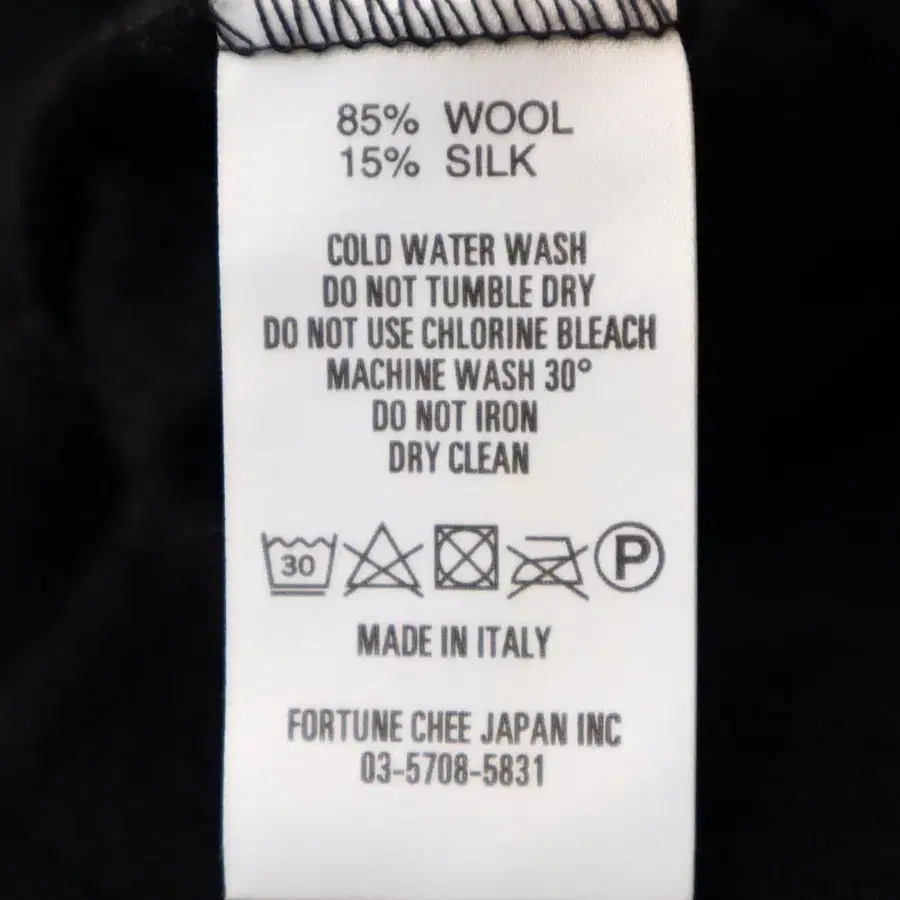 85% WOOL
15% SILK
COLD WATER WASH
DO NOT TUMBLE DRY
DO NOT USE CHLORINE BLEACH
MACHINE WASH 30°
DO NOT IRON
DRY CLEAN
30 P
MADE IN ITALY
FORTUNE CHEE JAPAN INC
03-5708-5831